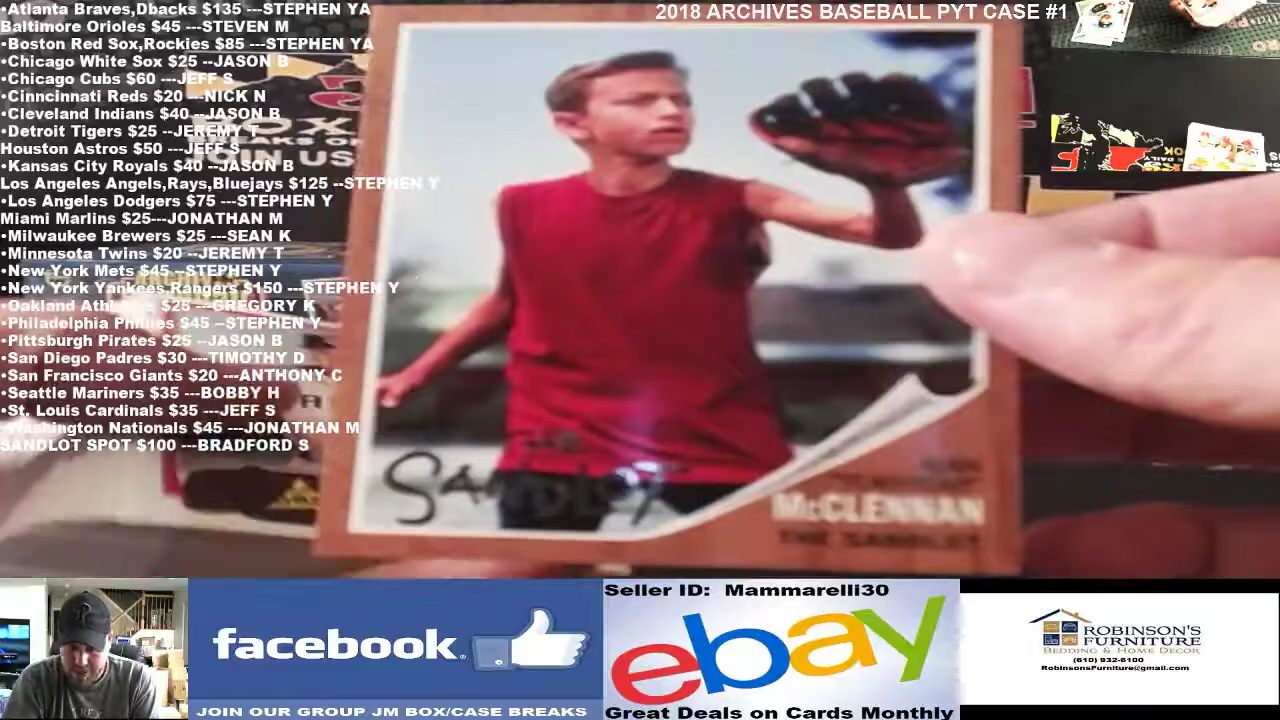 •Atlanta Braves,Dbacks $135 ---STEPHEN YA
Baltimore Orioles $45 ---STEVEN M
•Boston Red Sox,Rockies $85 ---STEPHEN YA
•Chicago White Sox $25 --JASON B
•Chicago Cubs $60 ---JEFF S
•Cinncinnati Reds $20 ---NICK N
•Cleveland Indians $40 ---JASON B
•Detroit Tigers $25 ---JEREMY T
Houston Astros $50 ---JEFF S
•Kansas City Royals $40 --JASON B
Los Angeles Angels,Rays,Bluejays $125 --STEPHEN Y
•Los Angeles Dodgers $75 ---STEPHEN Y
Miami Marlins $25---JONATHAN M
•Milwaukee Brewers $25 ---SEAN K
•Minnesota Twins $20 --JEREMY T
•New York Mets $45 --STEPHEN Y
•New York Yankees,Rangers $150 ---STEPHEN Y
•Oakland Athletics $25 ---GREGORY K
•Philadelphia Phillies $45 --STEPHEN Y
•Pittsburgh Pirates $25 --JASON B
•San Diego Padres $30 ---TIMOTHY D
•San Francisco Giants $20 ---ANTHONY C
•Seattle Mariners $35 ---BOBBY H
•St. Louis Cardinals $35 ---JEFF S
•Washington Nationals $45 ---JONATHAN M
SANDLOT SPOT $100 ---BRADFORD S
2018 ARCHIVES BASEBALL PYT CASE #1
THE
SANDLOT
McCLENNAN
THE SANDLOT
facebook
JOIN OUR GROUP JM BOX/CASE BREAKS
Seller ID: Mammarelli30
ebay
Great Deals on Cards Monthly
ROBINSON'S
FURNITURE
BEDDING & HOME DECOR
(610) 932-6100
RobinsonsFurniture@gmail.com